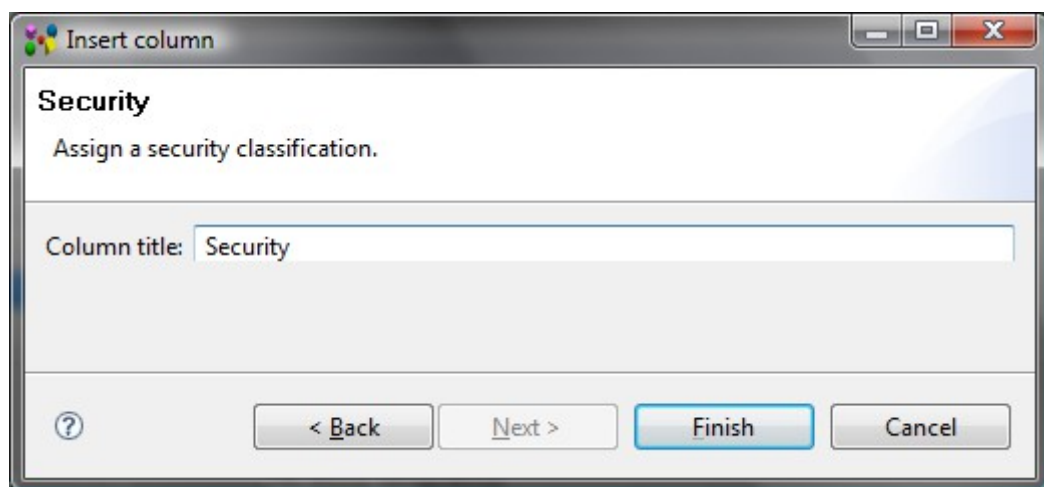 Insert column
Security
Assign a security classification.
Column title: Security
?
< Back Next > Finish Cancel